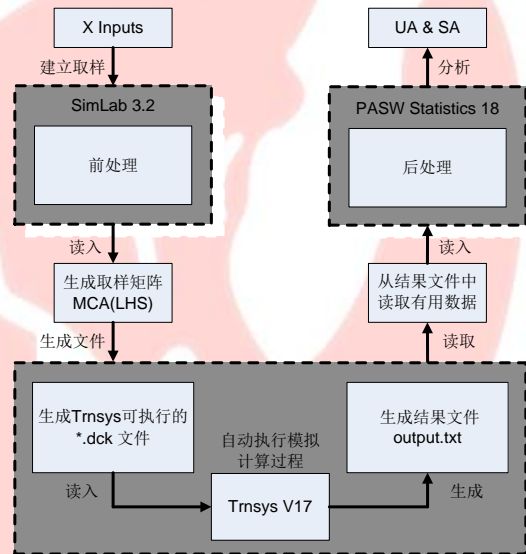 X Inputs
建立取样
SimLab 3.2
前处理
读入
生成取样矩阵
MCA(LHS)
生成文件
生成Trnsys可执行的
*.dck 文件
读入
自动执行模拟
计算过程
Trnsys V17
生成
生成结果文件
output.txt
读取
从结果文件中
读取有用数据
读入
PASW Statistics 18
后处理
分析
UA & SA